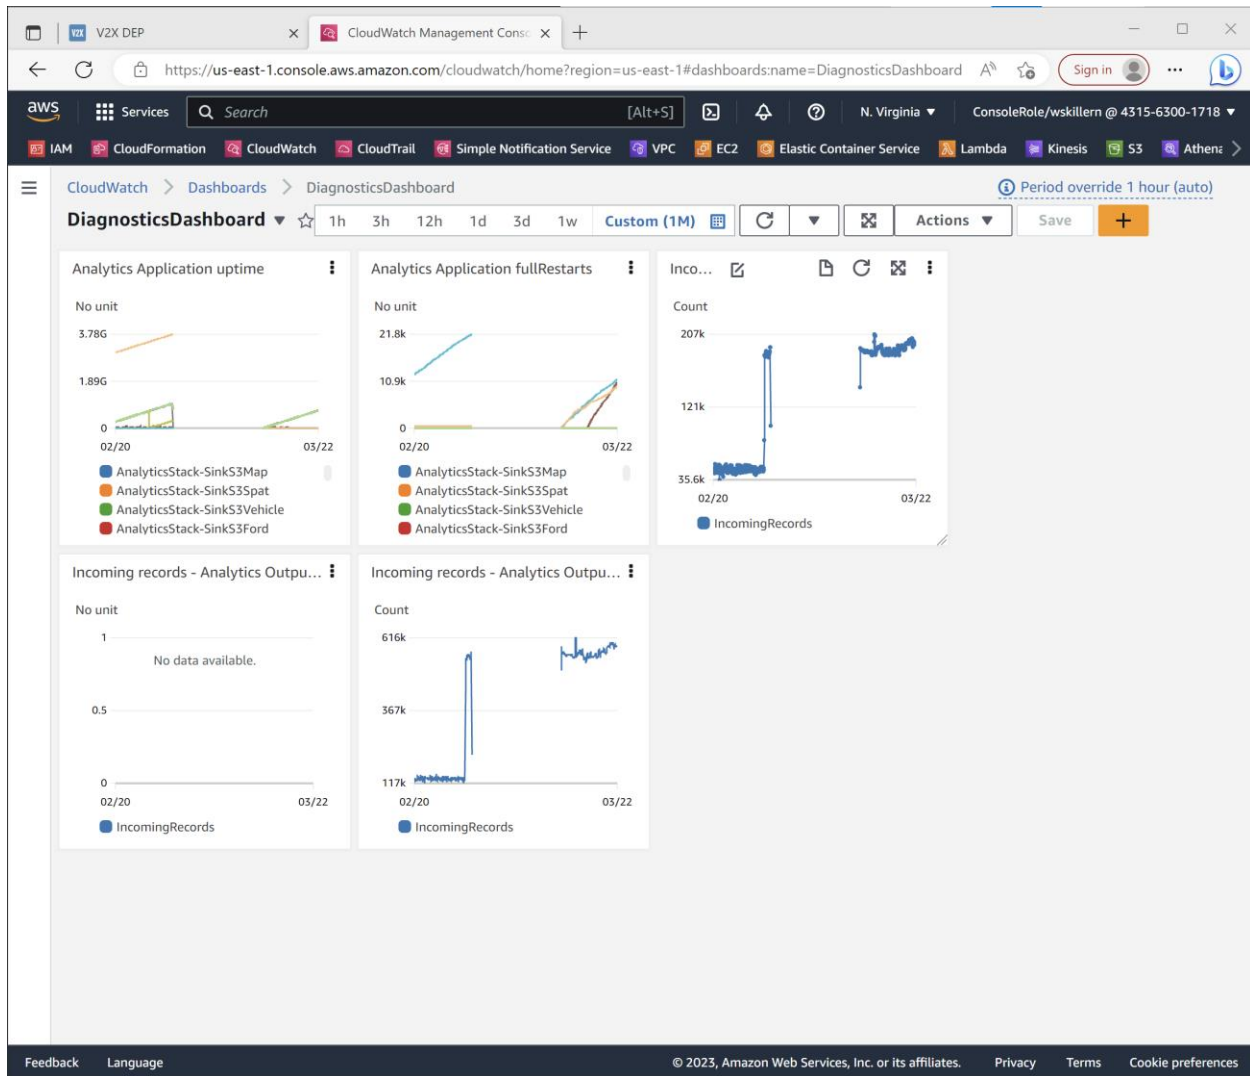 V2X V2X DEP
CloudWatch Management Consc
https://us-east-1.console.aws.amazon.com/cloudwatch/home?region=us-east-1#dashboards:name=DiagnosticsDashboard
Sign in
aws Services Search [Alt+S] N. Virginia ConsoleRole/wskillern @ 4315-6300-1718
IAM CloudFormation CloudWatch CloudTrail Simple Notification Service VPC EC2 Elastic Container Service Lambda Kinesis S3 Athena
CloudWatch > Dashboards > DiagnosticsDashboard
Period override 1 hour (auto)
DiagnosticsDashboard 1h 3h 12h 1d 3d 1w Custom (1M) Actions Save +
Analytics Application uptime
No unit
3.78G
1.89G
0
02/20 03/22
AnalyticsStack-SinkS3Map
AnalyticsStack-SinkS3Spat
AnalyticsStack-SinkS3Vehicle
AnalyticsStack-SinkS3Ford
Analytics Application fullRestarts
No unit
21.8k
10.9k
0
02/20 03/22
AnalyticsStack-SinkS3Map
AnalyticsStack-SinkS3Spat
AnalyticsStack-SinkS3Vehicle
AnalyticsStack-SinkS3Ford
Inco...
Count
207k
121k
35.6k
02/20 03/22
IncomingRecords
Incoming records - Analytics Outpu...
No unit
1
No data available.
0.5
0
02/20 03/22
IncomingRecords
Incoming records - Analytics Outpu...
Count
616k
367k
117k
02/20 03/22
IncomingRecords
Feedback Language © 2023, Amazon Web Services, Inc. or its affiliates. Privacy Terms Cookie preferences